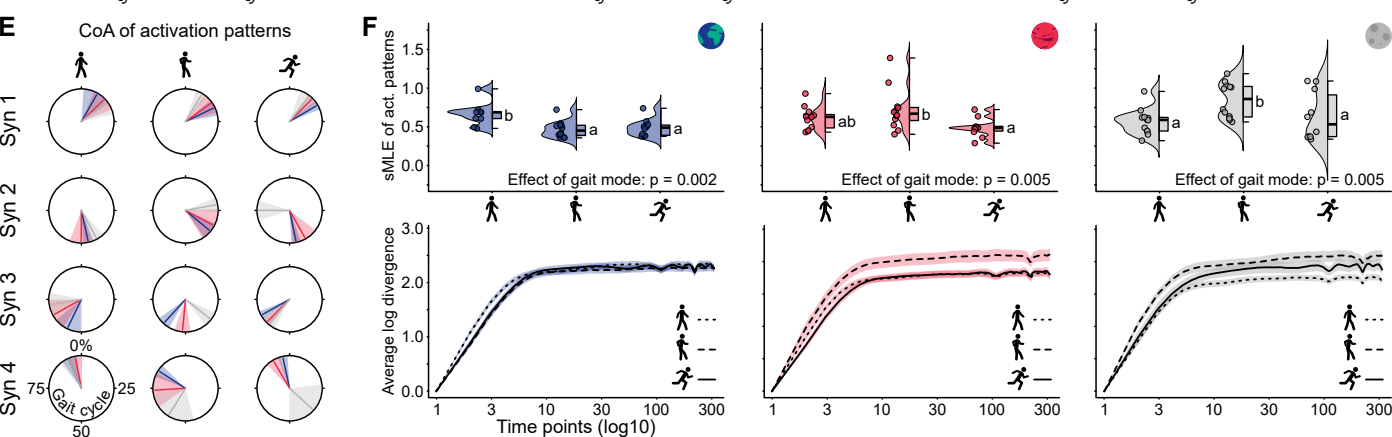 E
CoA of activation patterns
Syn 1
Syn 2
Syn 3
Syn 4
0%
25
50
75
Gait cycle
F
sMLE of act. patterns
1.5
1.0
0.5
0.0
b
a
a
Effect of gait mode: p = 0.002
ab
b
a
Effect of gait mode: p = 0.005
a
b
a
Effect of gait mode: p = 0.005
Average log divergence
3.0
2.0
1.0
0.0
1 3 10 30 100 300
Time points (log10)
1 3 10 30 100 300
1 3 10 30 100 300